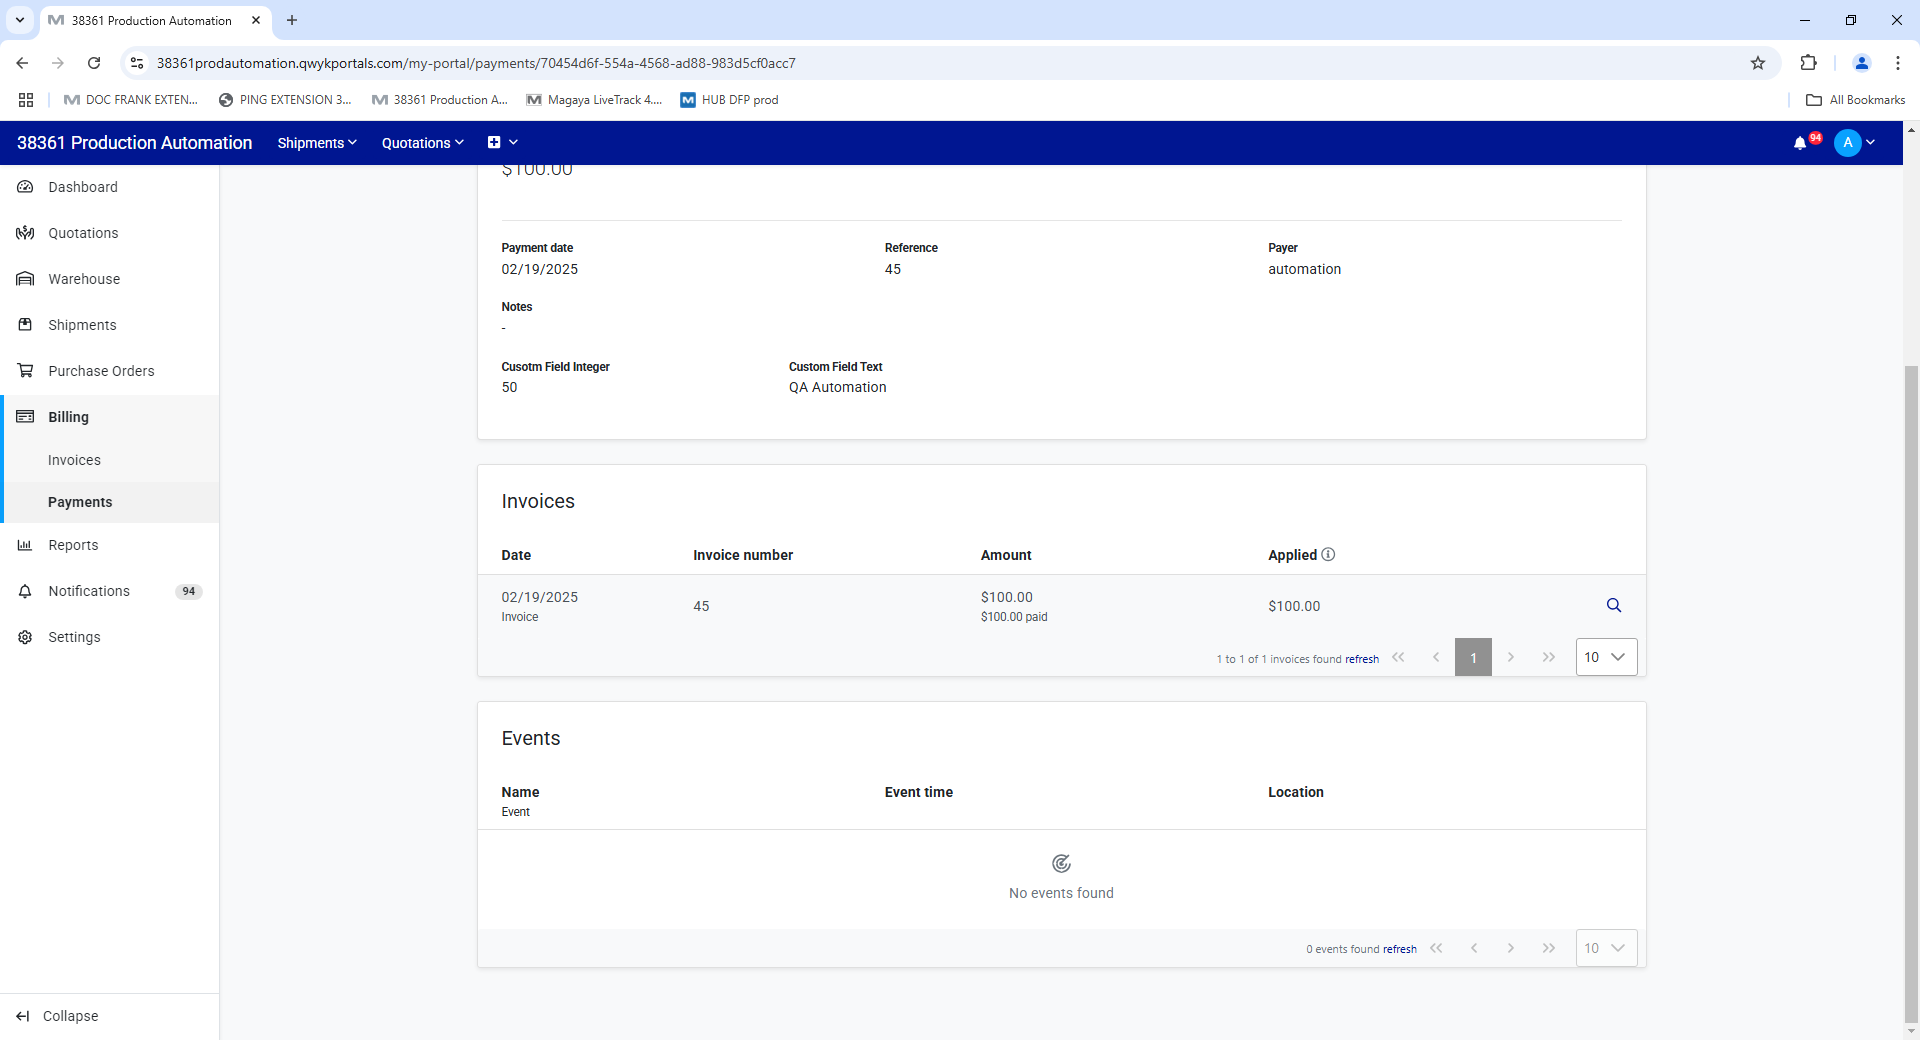 38361 Production Automation
38361prodautomation.qwykportals.com/my-portal/payments/70454d6f-554a-4568-ad88-983d5cf0acc7
DOC FRANK EXTEN...
PING EXTENSION 3...
38361 Production A...
Magaya LiveTrack 4....
HUB DFP prod
All Bookmarks
38361 Production Automation
Shipments
Quotations
94
A
Dashboard
Quotations
Warehouse
Shipments
Purchase Orders
Billing
Invoices
Payments
Reports
Notifications 94
Settings
Collapse
$100.00
Payment date Reference Payer
02/19/2025 45 automation
Notes
-
Cusotm Field Integer Custom Field Text
50 QA Automation
Invoices
Date Invoice number Amount Applied
02/19/2025 45 $100.00 $100.00
Invoice $100.00 paid
1 to 1 of 1 invoices found refresh 1 10
Events
Name Event time Location
Event
No events found
0 events found refresh 10